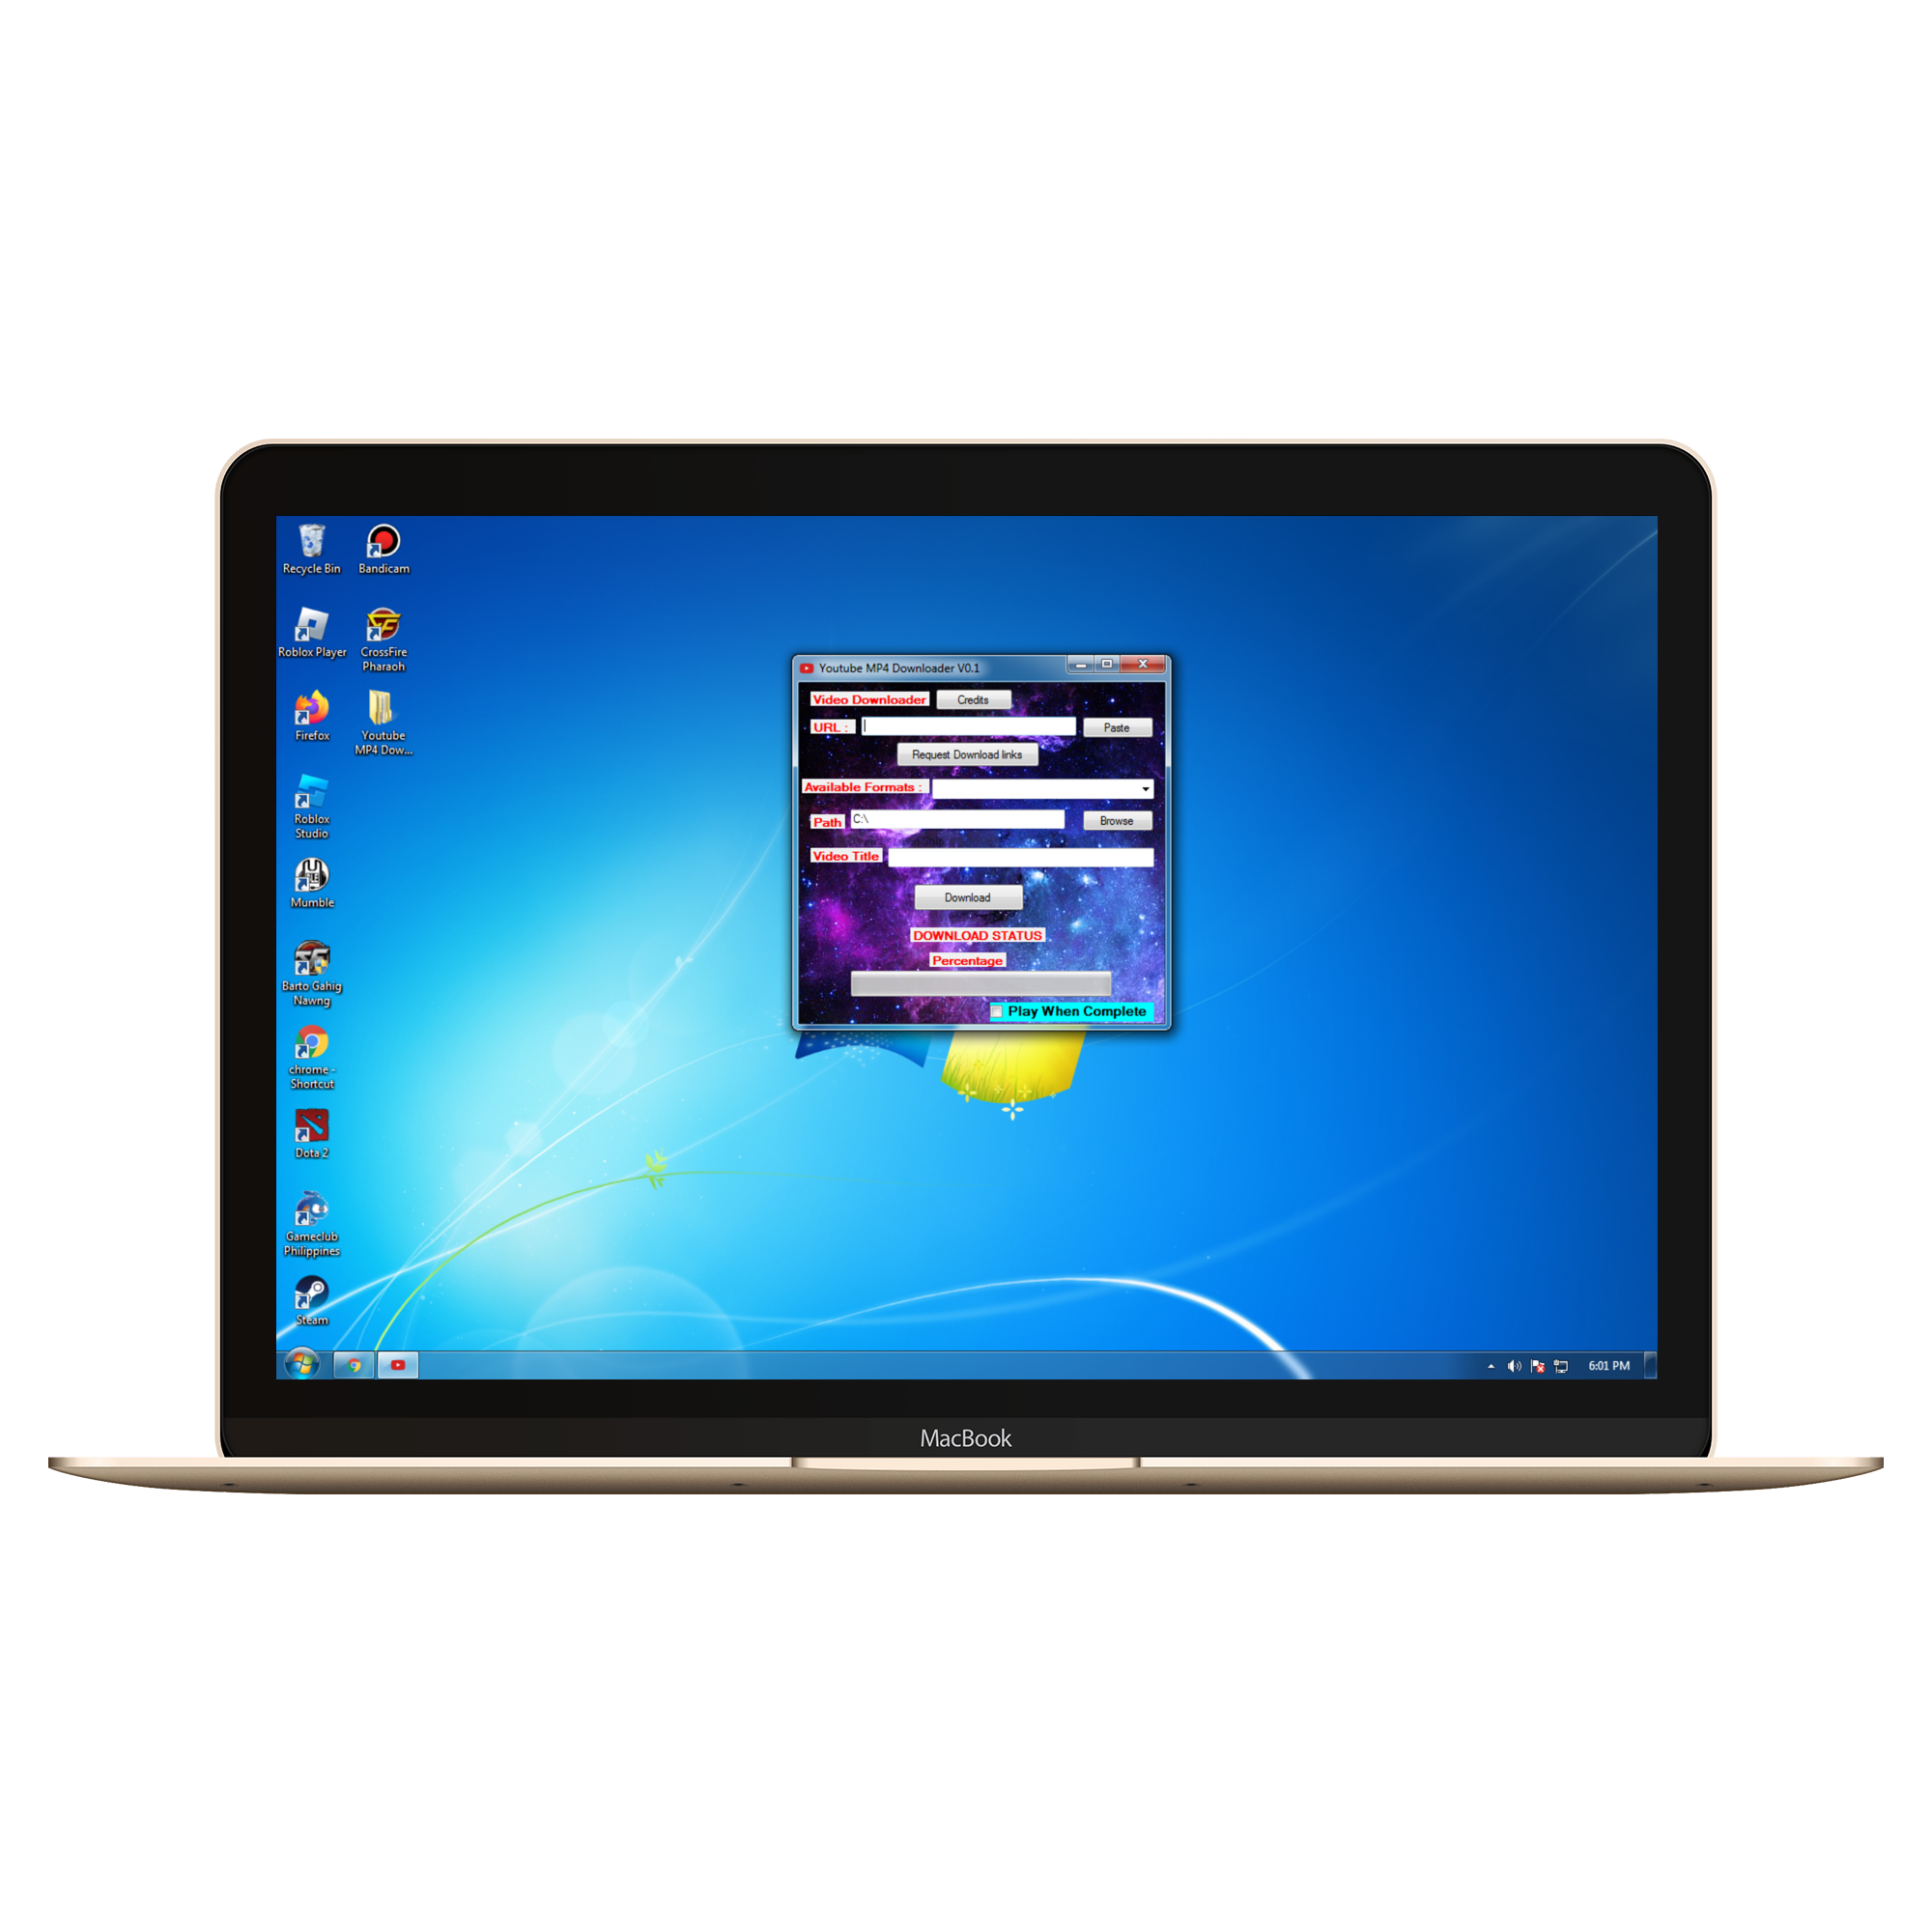 Recycle Bin
Bandicam
Roblox Player
CrossFire
Pharaoh
Firefox
Youtube
MP4 Dow...
Roblox
Studio
Mumble
Barto Gahig
Nawng
chrome -
Shortcut
Dota 2
Gameclub
Philippines
Steam
Youtube MP4 Downloader V0.1
Video Downloader
Credits
URL :
Paste
Request Download links
Available Formats :
Path
C:\
Browse
Video Title
Download
DOWNLOAD STATUS
Percentage
Play When Complete
6:01 PM
MacBook